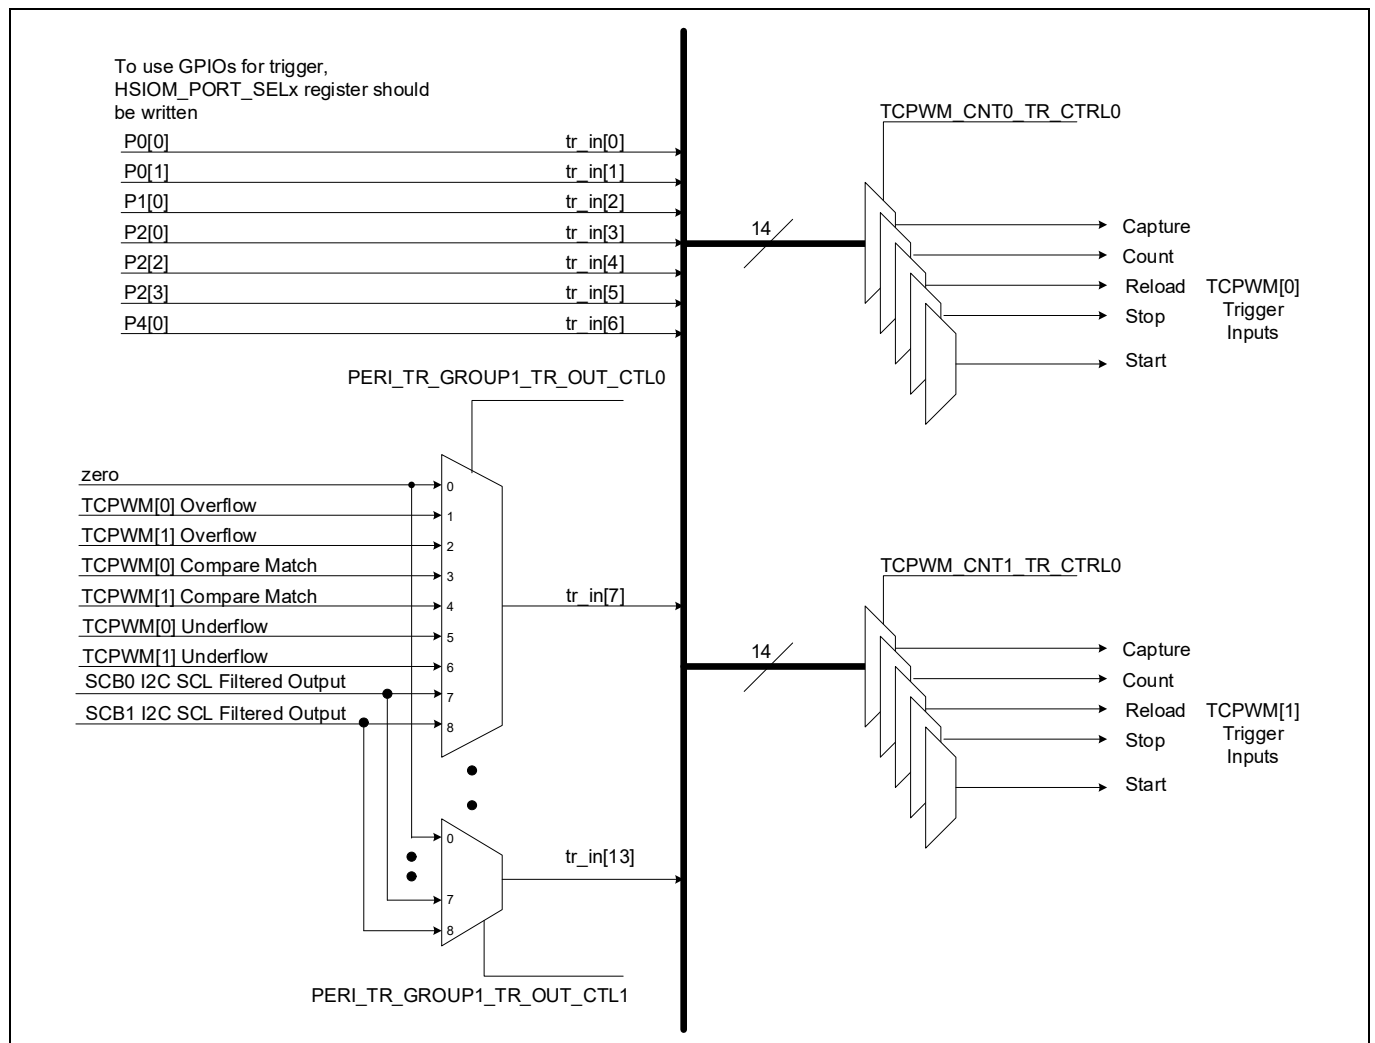 To use GPIOs for trigger,
HSIOM_PORT_SELx register should
be written
P0[0] tr_in[0]
P0[1] tr_in[1]
P1[0] tr_in[2]
P2[0] tr_in[3]
P2[2] tr_in[4]
P2[3] tr_in[5]
P4[0] tr_in[6]
PERI_TR_GROUP1_TR_OUT_CTL0
zero 0
TCPWM[0] Overflow 1
TCPWM[1] Overflow 2
TCPWM[0] Compare Match 3
TCPWM[1] Compare Match 4
tr_in[7]
TCPWM[0] Underflow 5
TCPWM[1] Underflow 6
SCB0 I2C SCL Filtered Output 7
SCB1 I2C SCL Filtered Output 8
0
7
8
tr_in[13]
PERI_TR_GROUP1_TR_OUT_CTL1
TCPWM_CNT0_TR_CTRL0
14
Capture
Count
Reload
Stop
Start
TCPWM[0]
Trigger
Inputs
TCPWM_CNT1_TR_CTRL0
14
Capture
Count
Reload
Stop
Start
TCPWM[1]
Trigger
Inputs